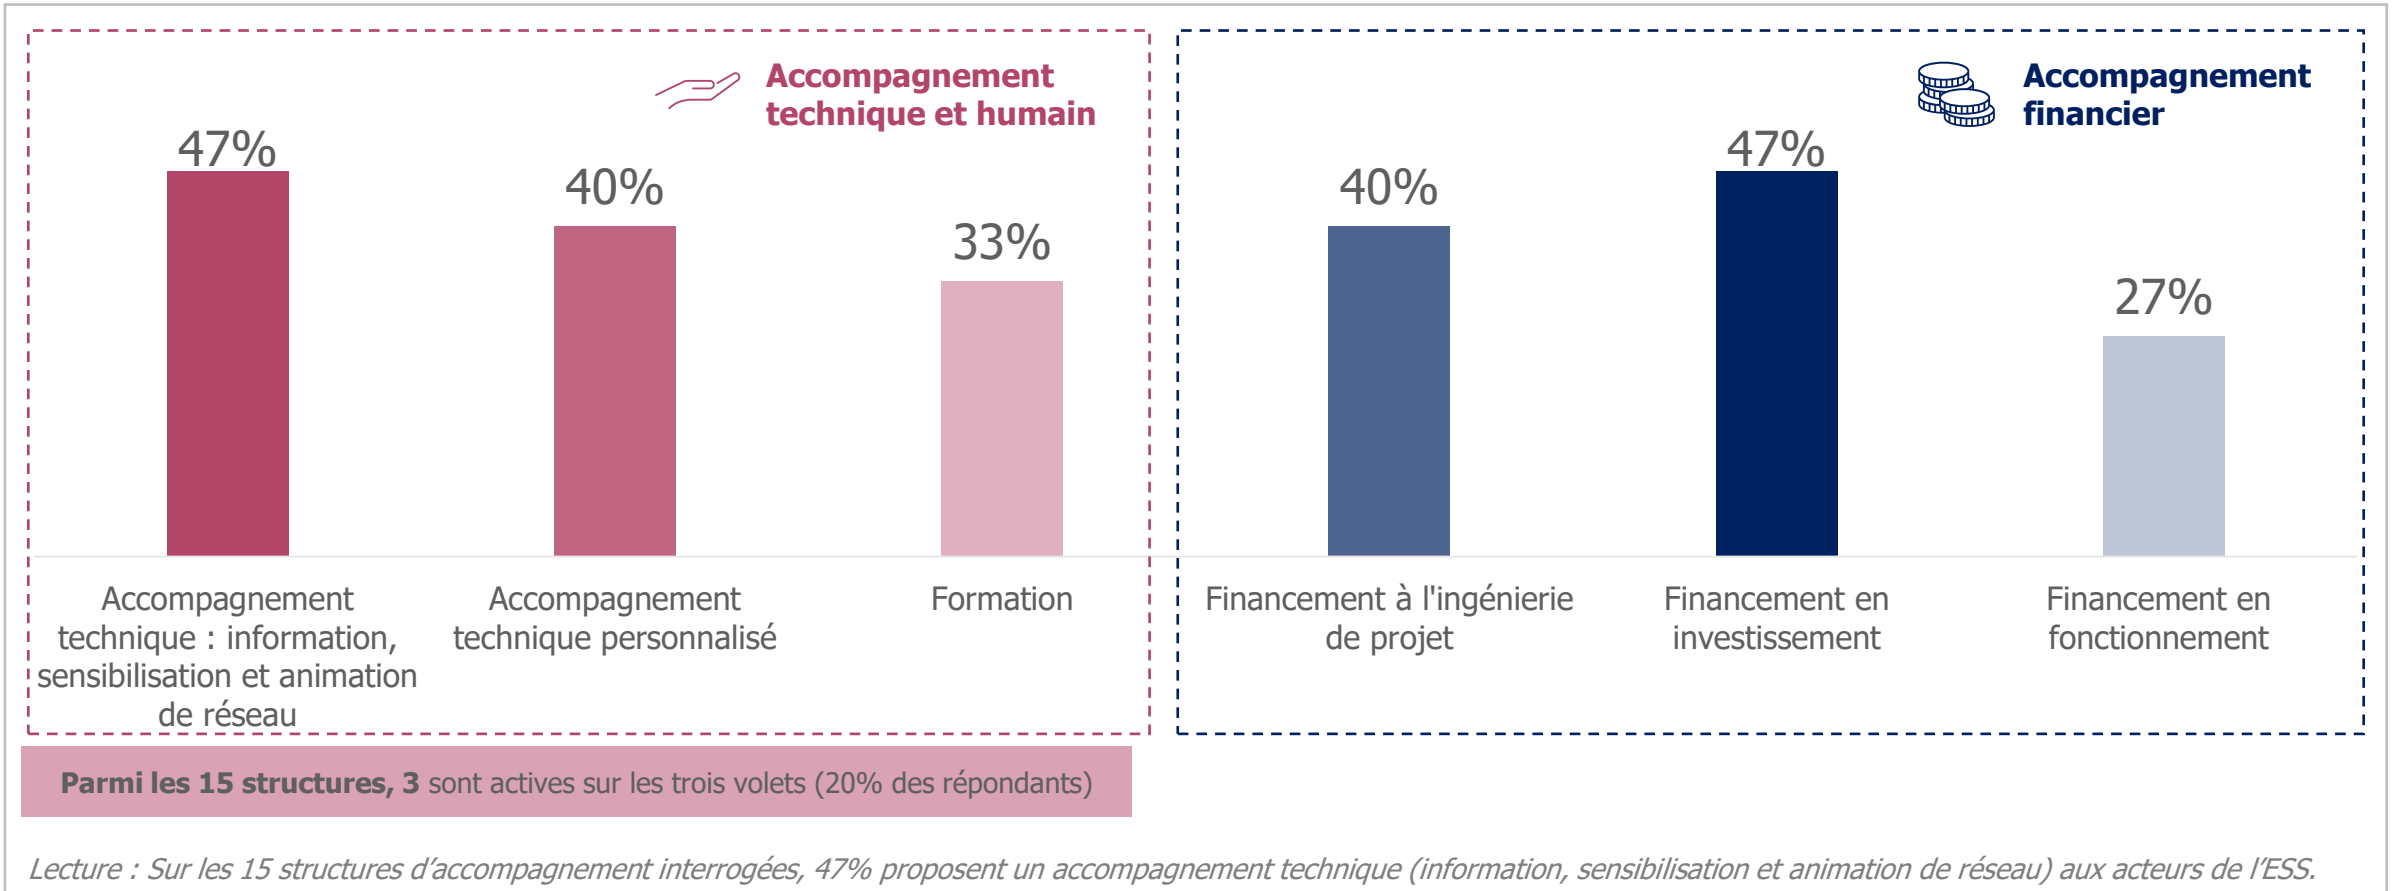 Accompagnement
technique et humain
47%
40%
33%
Accompagnement
technique : information,
sensibilisation et animation
de réseau
Accompagnement
technique personnalisé
Formation
Accompagnement
financier
40%
47%
27%
Financement à l'ingénierie
de projet
Financement en
investissement
Financement en
fonctionnement
Parmi les 15 structures, 3 sont actives sur les trois volets (20% des répondants)
Lecture : Sur les 15 structures d’accompagnement interrogées, 47% proposent un accompagnement technique (information, sensibilisation et animation de réseau) aux acteurs de l’ESS.